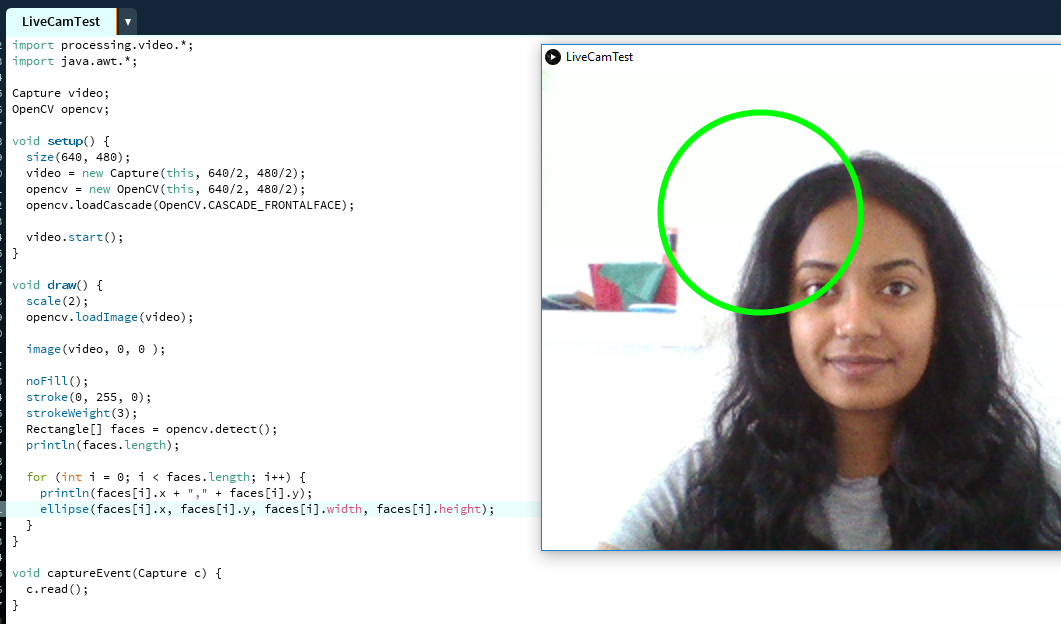 LiveCamTest
import processing.video.*;
import java.awt.*;
Capture video;
OpenCV opencv;
void setup() {
size(640, 480);
video = new Capture(this, 640/2, 480/2);
opencv = new OpenCV(this, 640/2, 480/2);
opencv.loadCascade(OpenCV.CASCADE_FRONTALFACE);
video.start();
}
void draw() {
scale(2);
opencv.loadImage(video);
image(video, 0, 0 );
noFill();
stroke(0, 255, 0);
strokeWeight(3);
Rectangle[] faces = opencv.detect();
println(faces.length);
for (int i = 0; i < faces.length; i++) {
println(faces[i].x + "," + faces[i].y);
ellipse(faces[i].x, faces[i].y, faces[i].width, faces[i].height);
}
}
void captureEvent(Capture c) {
c.read();
}
LiveCamTest